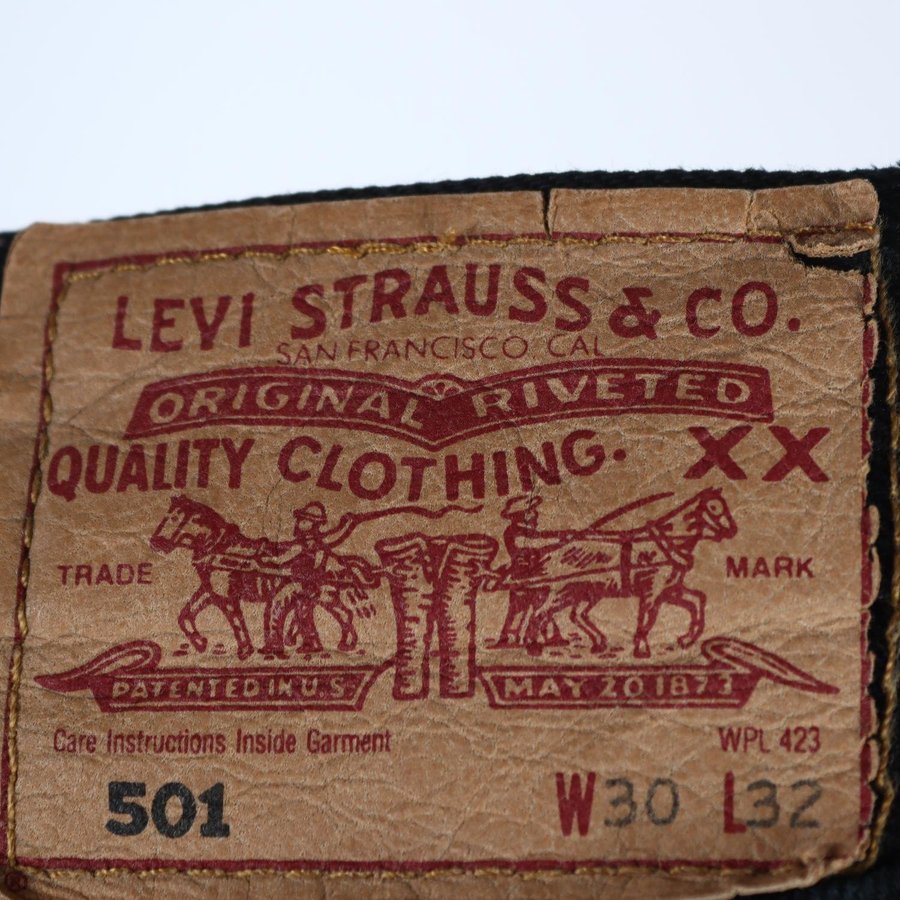 LEVI STRAUSS & CO.
SAN FRANCISCO, CAL
ORIGINAL RIVETED
QUALITY CLOTHING. XX
TRADE MARK
PATENTED IN U.S MAY 20 1873
Care Instructions Inside Garment WPL 423
501 W30 L32